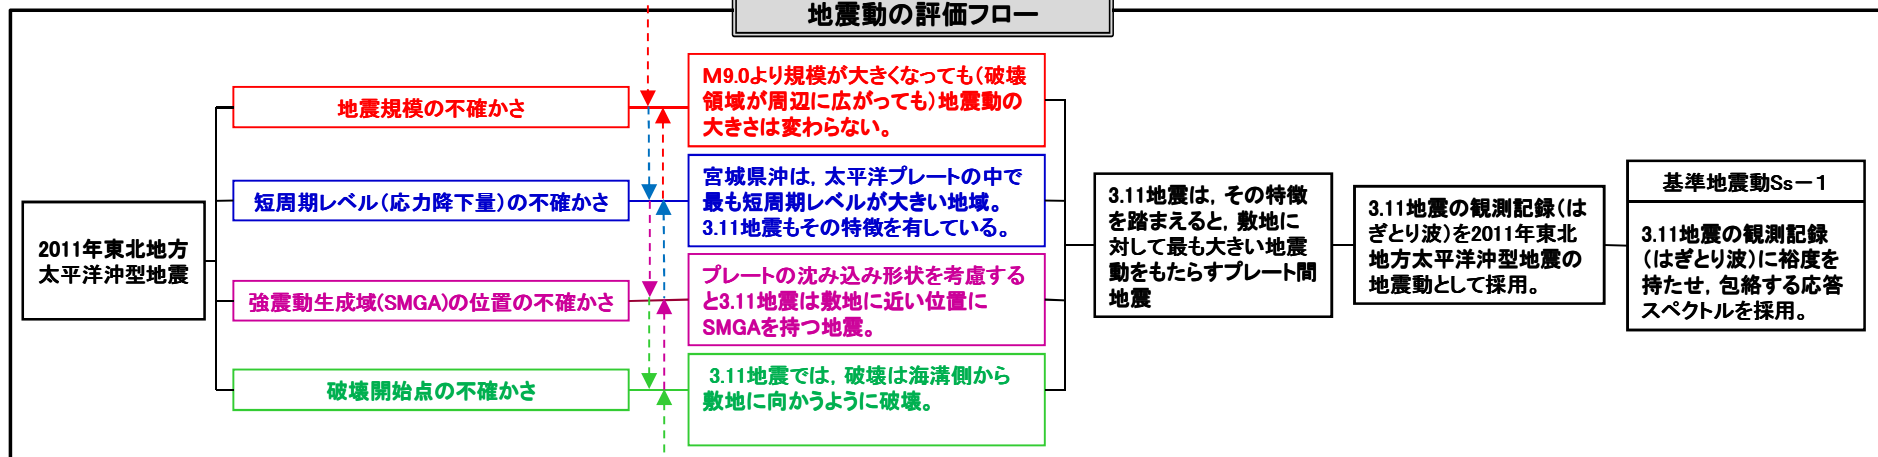 地震動の評価フロー
2011年東北地方
太平洋沖型地震
地震規模の不確かさ
M9.0より規模が大きくなっても（破壊
領域が周辺に広がっても）地震動の
大きさは変わらない。
短周期レベル（応力降下量）の不確かさ
宮城県沖は，太平洋プレートの中で
最も短周期レベルが大きい地域。
3.11地震もその特徴を有している。
強震動生成域(SMGA)の位置の不確かさ
プレートの沈み込み形状を考慮する
と3.11地震は敷地に近い位置に
SMGAを持つ地震。
破壊開始点の不確かさ
3.11地震では，破壊は海溝側から
敷地に向かうように破壊。
3.11地震は，その特徴
を踏まえると，敷地に
対して最も大きい地震
動をもたらすプレート間
地震
3.11地震の観測記録（は
ぎとり波）を2011年東北
地方太平洋沖型地震の
地震動として採用。
基準地震動Ss－1
3.11地震の観測記録
（はぎとり波）に裕度を
持たせ，包絡する応答
スペクトルを採用。